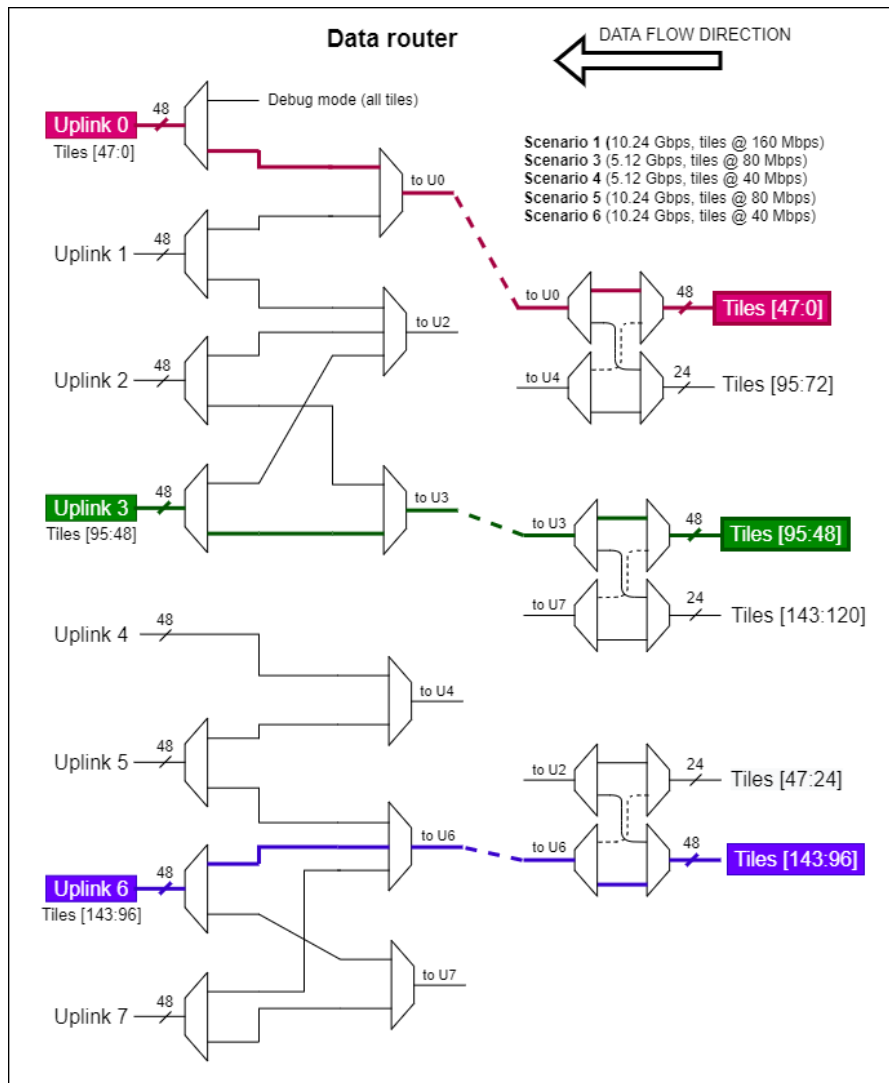 Data router
DATA FLOW DIRECTION
48
Debug mode (all tiles)
Uplink 0
Tiles [47:0]
to U0
Scenario 1 (10.24 Gbps, tiles @ 160 Mbps)
Scenario 3 (5.12 Gbps, tiles @ 80 Mbps)
Scenario 4 (5.12 Gbps, tiles @ 40 Mbps)
Scenario 5 (10.24 Gbps, tiles @ 80 Mbps)
Scenario 6 (10.24 Gbps, tiles @ 40 Mbps)
48
Uplink 1
to U0
48
Tiles [47:0]
to U2
48
Uplink 2
to U4
24
Tiles [95:72]
48
Uplink 3
Tiles [95:48]
to U3
to U3
48
Tiles [95:48]
to U7
24
Tiles [143:120]
Uplink 4
48
to U4
48
Uplink 5
to U2
24
Tiles [47:24]
to U6
to U6
48
Tiles [143:96]
48
Uplink 6
Tiles [143:96]
to U7
48
Uplink 7